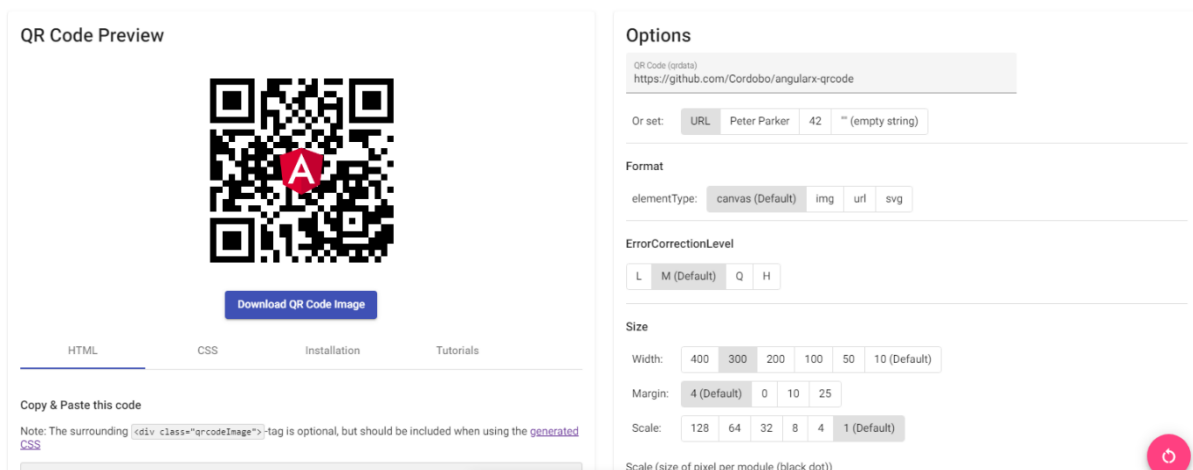 QR Code Preview
A
Download QR Code Image
HTML CSS Installation Tutorials
Copy & Paste this code
Note: The surrounding <div class="qrcodeImage">-tag is optional, but should be included when using the generated
CSS
Options
QR Code (qrdata)
https://github.com/Cordobo/angularx-qrcode
Or set: URL Peter Parker 42 "" (empty string)
Format
elementType: canvas (Default) img url svg
ErrorCorrectionLevel
L M (Default) Q H
Size
Width: 400 300 200 100 50 10 (Default)
Margin: 4 (Default) 0 10 25
Scale: 128 64 32 8 4 1 (Default)
Scale (size of pixel per module (black dot))